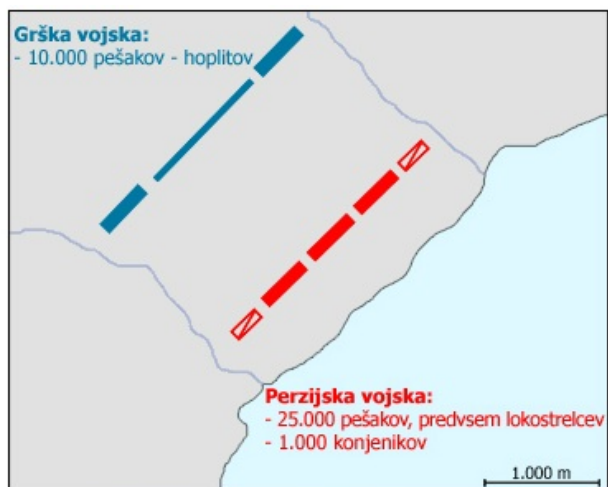 Grška vojska:
- 10.000 pešakov - hoplitov
Perzijska vojska:
- 25.000 pešakov, predvsem lokostrelcev
- 1.000 konjenikov
1.000 m